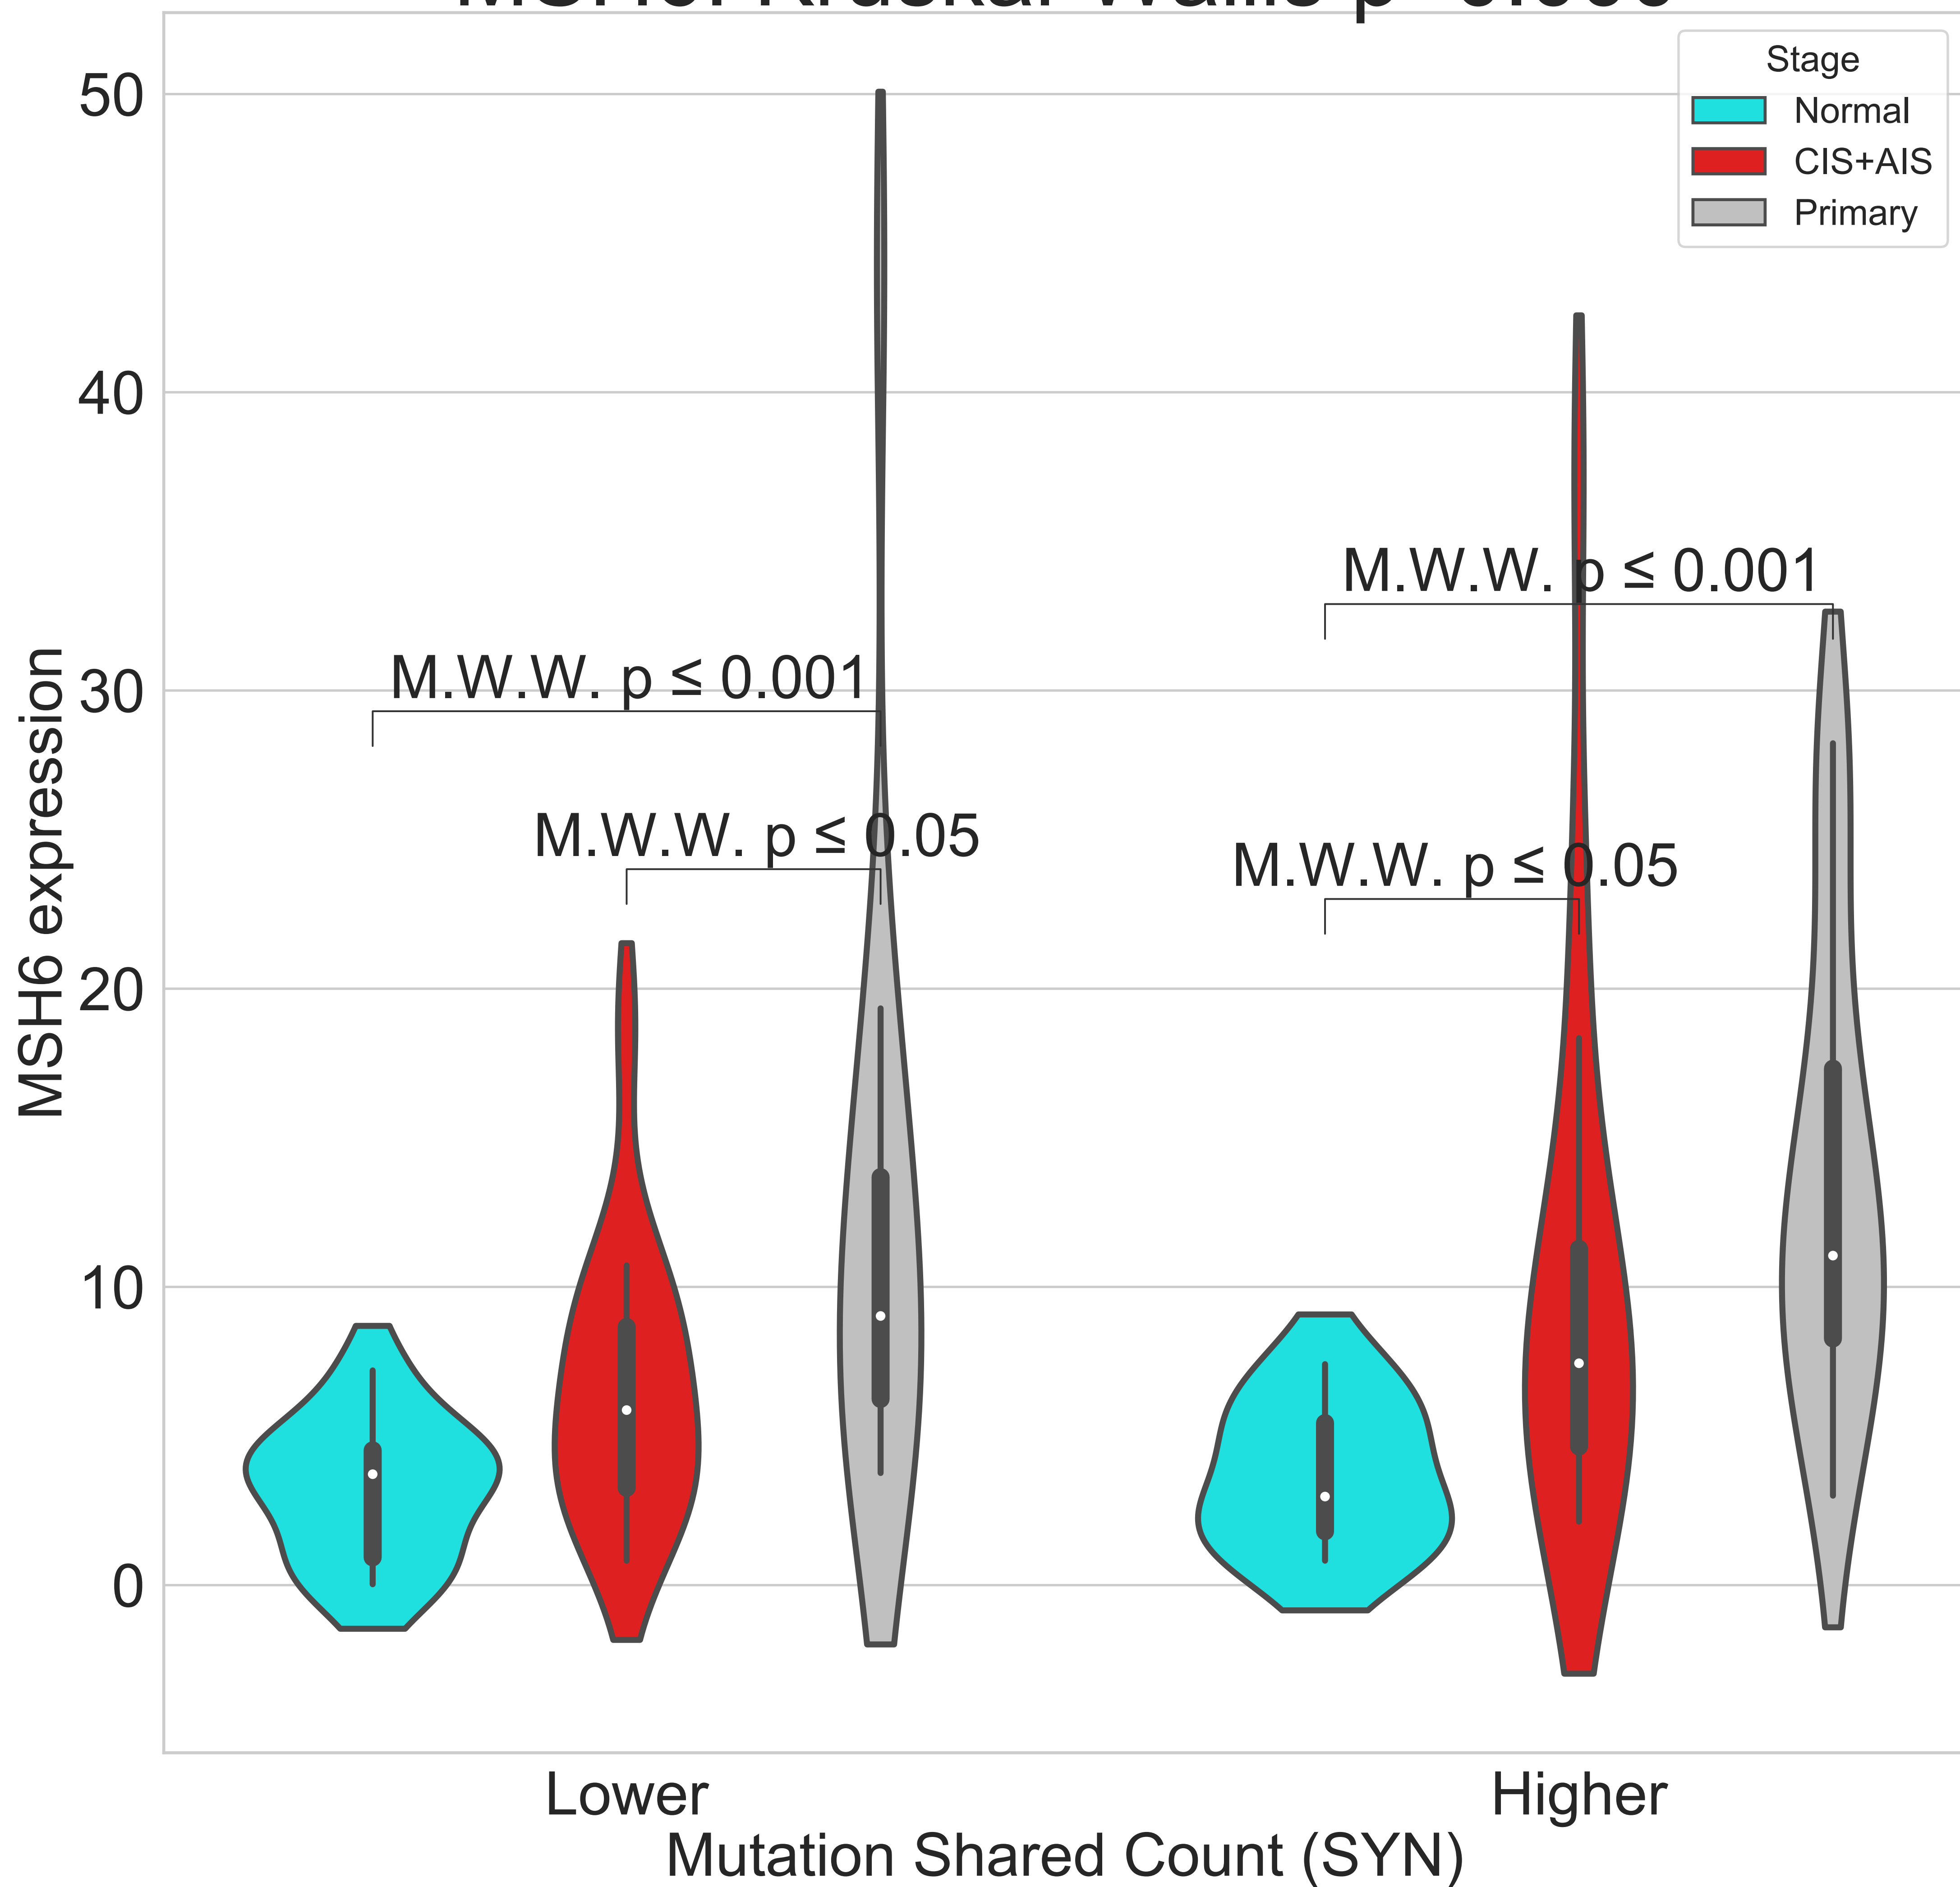 50
40
30
20
10
0
MSH6 expression
Stage
Normal
CIS+AIS
Primary
M.W.W. p ≤ 0.001
M.W.W. p ≤ 0.05
M.W.W. p ≤ 0.001
M.W.W. p ≤ 0.05
Lower
Higher
Mutation Shared Count (SYN)